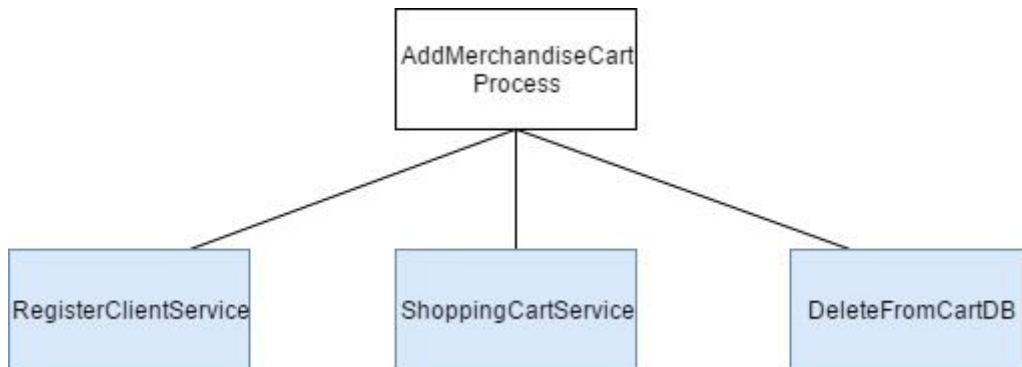 AddMerchandiseCart
Process
RegisterClientService
ShoppingCartService
DeleteFromCartDB